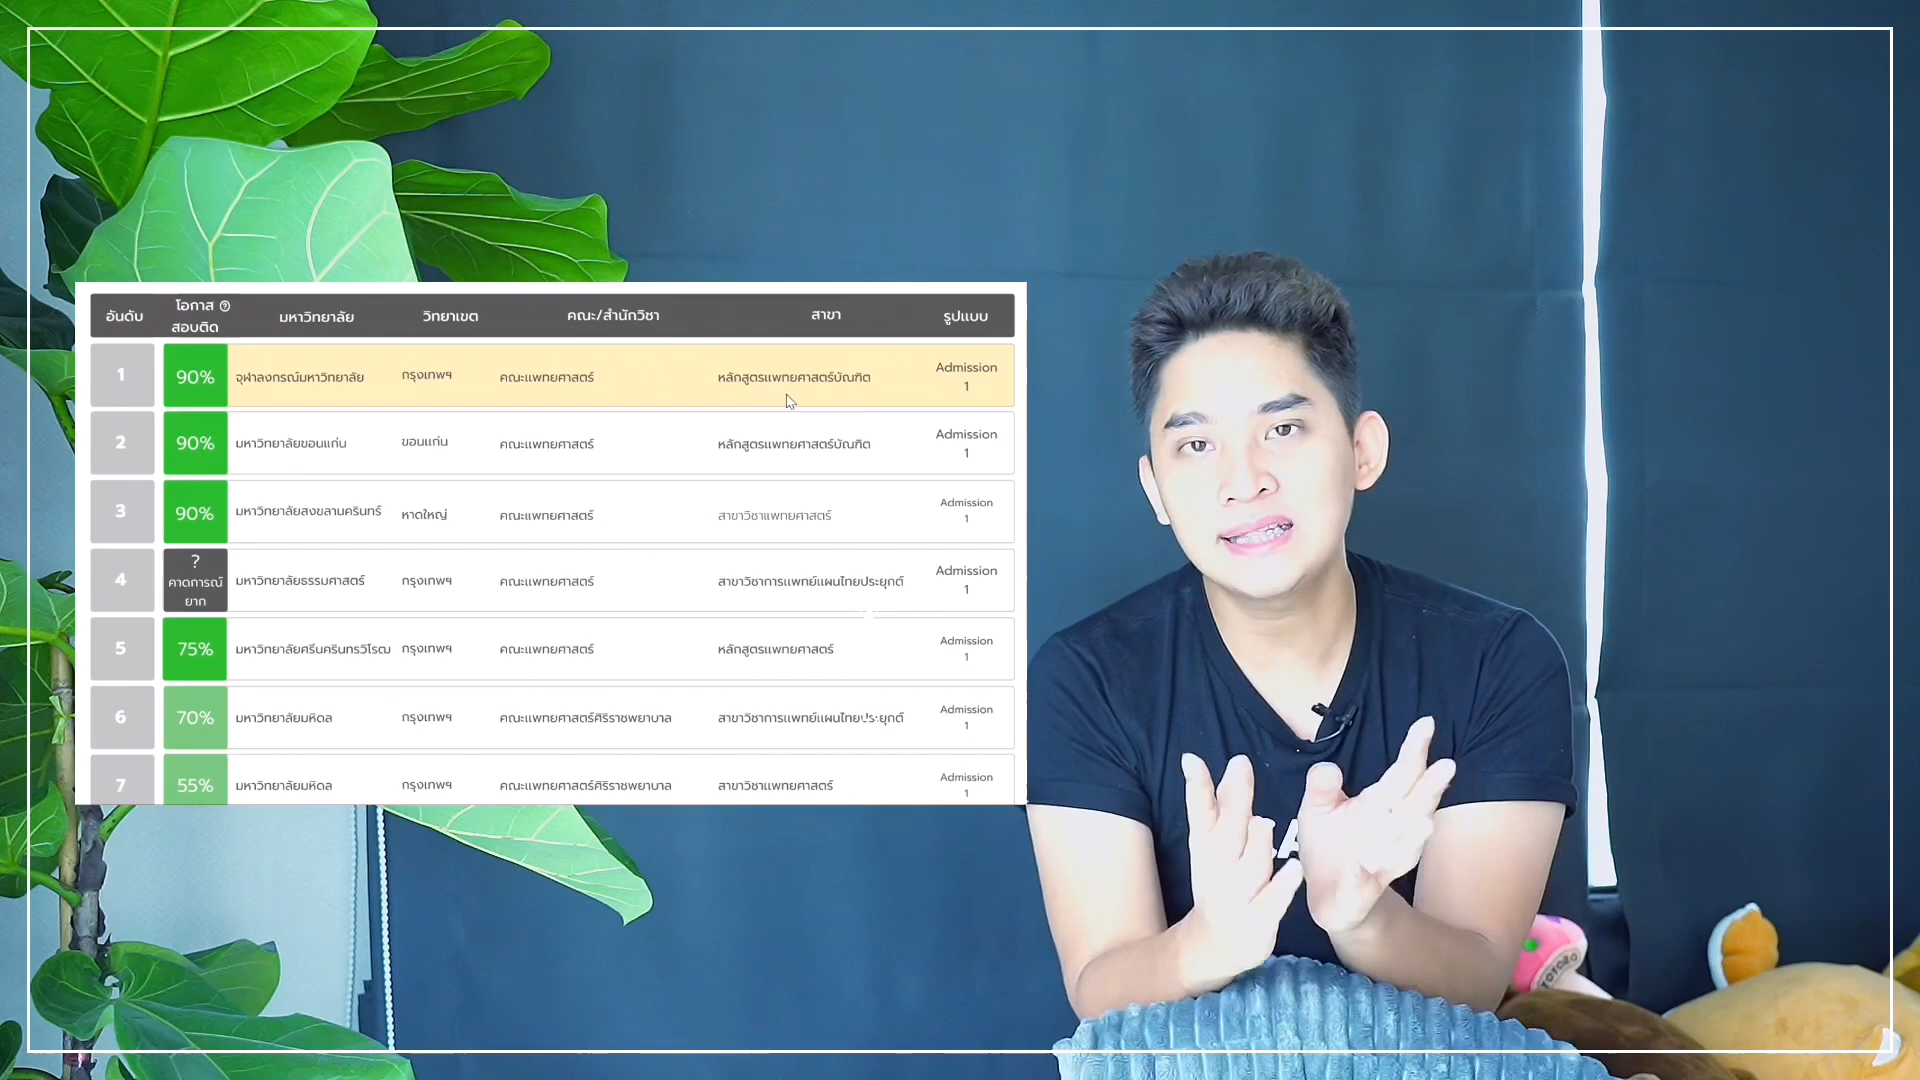 อันดับ โอกาส สอบติด มหาวิทยาลัย วิทยาเขต คณะ/สำนักวิชา สาขา รูปแบบ
1 90% จุฬาลงกรณ์มหาวิทยาลัย กรุงเทพฯ คณะแพทยศาสตร์ หลักสูตรแพทยศาสตร์บัณฑิต Admission 1
2 90% มหาวิทยาลัยขอนแก่น ขอนแก่น คณะแพทยศาสตร์ หลักสูตรแพทยศาสตร์บัณฑิต Admission 1
3 90% มหาวิทยาลัยสงขลานครินทร์ หาดใหญ่ คณะแพทยศาสตร์ สาขาวิชาแพทยศาสตร์ Admission 1
4 ? คาดการณ์ ยาก มหาวิทยาลัยธรรมศาสตร์ กรุงเทพฯ คณะแพทยศาสตร์ สาขาวิชาการแพทย์แผนไทยประยุกต์ Admission 1
5 75% มหาวิทยาลัยศรีนครินทรวิโรฒ กรุงเทพฯ คณะแพทยศาสตร์ หลักสูตรแพทยศาสตร์ Admission 1
6 70% มหาวิทยาลัยมหิดล กรุงเทพฯ คณะแพทยศาสตร์ศิริราชพยาบาล สาขาวิชาการแพทย์แผนไทยประยุกต์ Admission 1
7 55% มหาวิทยาลัยมหิดล กรุงเทพฯ คณะแพทยศาสตร์ศิริราชพยาบาล สาขาวิชาแพทยศาสตร์ Admission 1
TOTORO